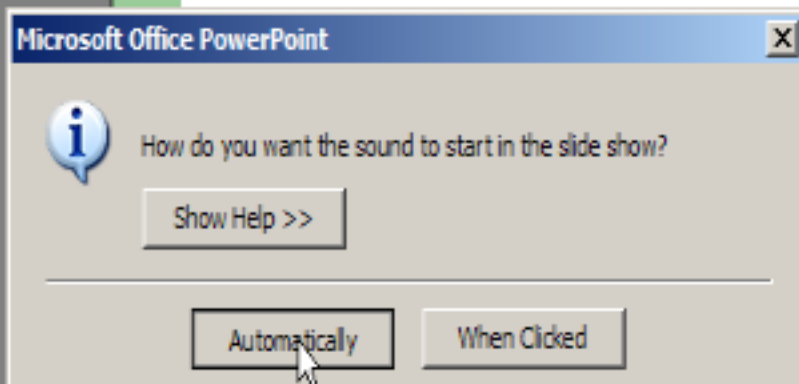 Microsoft Office PowerPoint
How do you want the sound to start in the slide show?
Show Help >>
Automatically
When Clicked